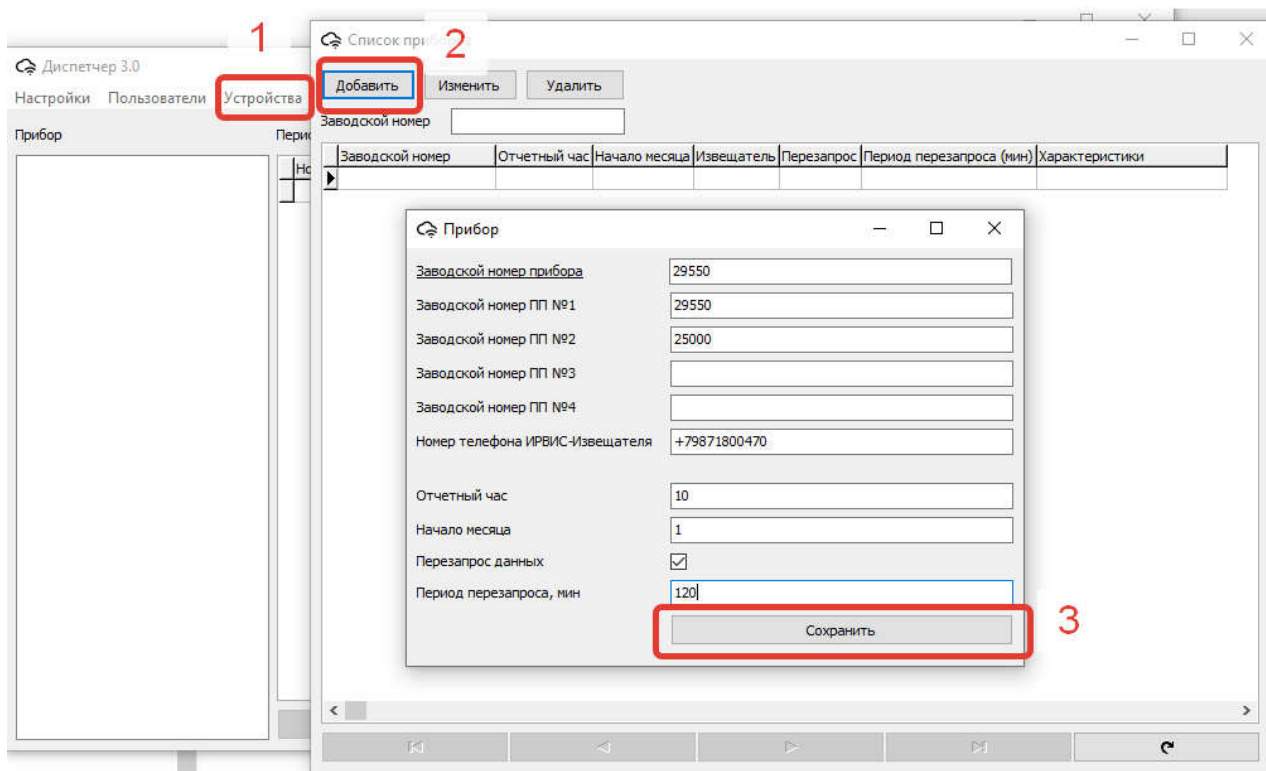 1
2
Список при
Диспетчер 3.0
Настройки Пользователи Устройства
Добавить Изменить Удалить
Заводской номер
Прибор
Заводской номер Отчетный час Начало месяца Извещатель Перезапрос Период перезапроса (мин) Характеристики
Прибор
Заводской номер прибора 29550
Заводской номер ПП №1 29550
Заводской номер ПП №2 25000
Заводской номер ПП №3
Заводской номер ПП №4
Номер телефона ИРВИС-Извещателя +79871800470
Отчетный час 10
Начало месяца 1
Перезапрос данных
Период перезапроса, мин 120
Сохранить
3